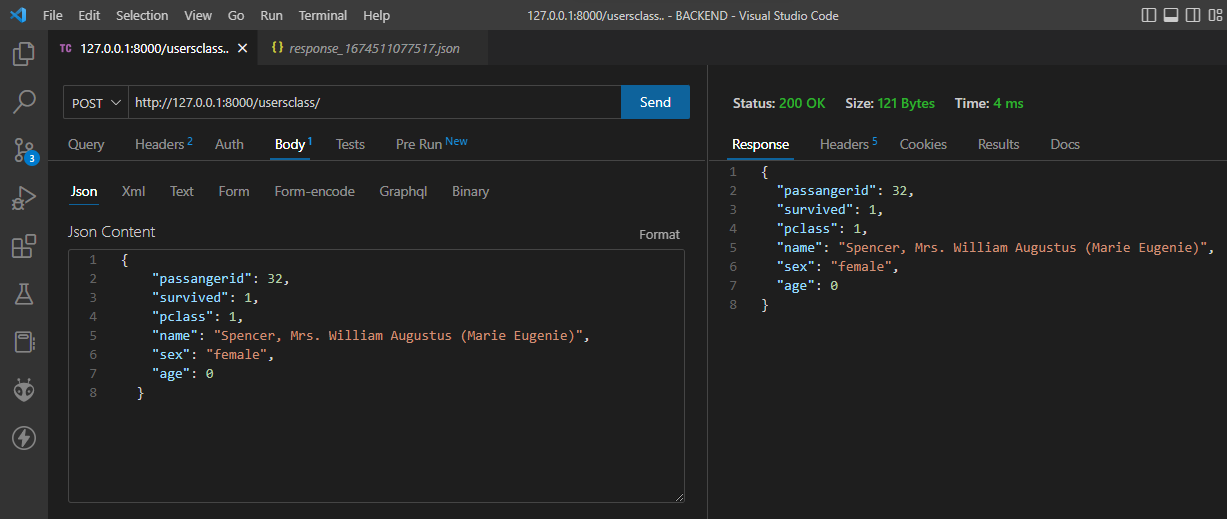 File Edit Selection View Go Run Terminal Help 127.0.0.1:8000/usersclass.. - BACKEND - Visual Studio Code
TC 127.0.0.1:8000/usersclass.. × {} response_1674511077517.json
POST http://127.0.0.1:8000/usersclass/ Send
Status: 200 OK Size: 121 Bytes Time: 4 ms
Query Headers 2 Auth Body 1 Tests Pre Run New
Response Headers 5 Cookies Results Docs
3
Json Xml Text Form Form-encode Graphql Binary
Json Content
Format
1 {
2 "passangerid": 32,
3 "survived": 1,
4 "pclass": 1,
5 "name": "Spencer, Mrs. William Augustus (Marie Eugenie)",
6 "sex": "female",
7 "age": 0
8 }
1 {
2 "passangerid": 32,
3 "survived": 1,
4 "pclass": 1,
5 "name": "Spencer, Mrs. William Augustus (Marie Eugenie)",
6 "sex": "female",
7 "age": 0
8 }